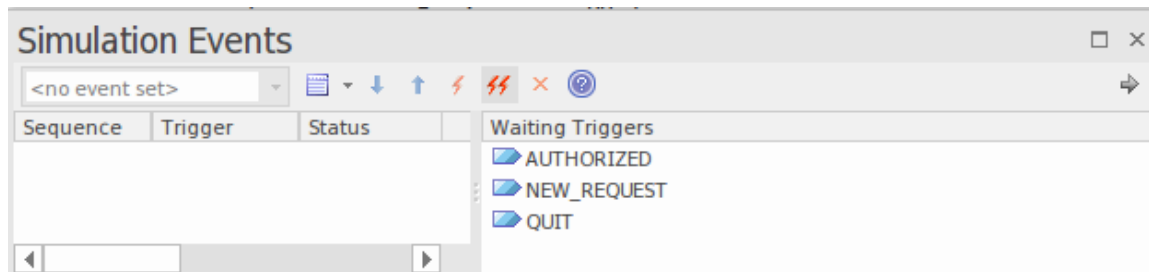 Simulation Events
<no event set>
Sequence Trigger Status
Waiting Triggers
AUTHORIZED
NEW_REQUEST
QUIT